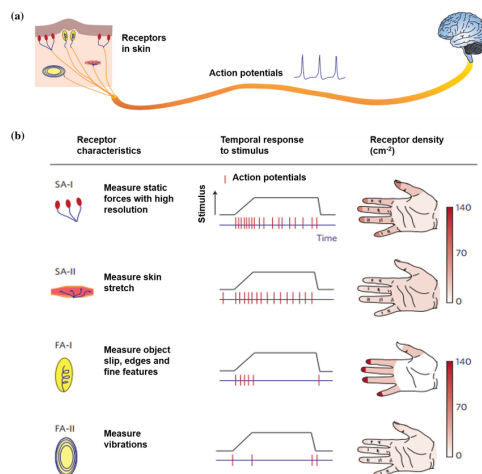 (a)
Receptors
in skin
Action potentials
(b)
Receptor
characteristics
Temporal response
to stimulus
Receptor density
(cm-2)
SA-I
Measure static
forces with high
resolution
Stimulus
Action potentials
Time
140
70
0
SA-II
Measure skin
stretch
FA-I
Measure object
slip, edges and
fine features
140
70
0
FA-II
Measure
vibrations